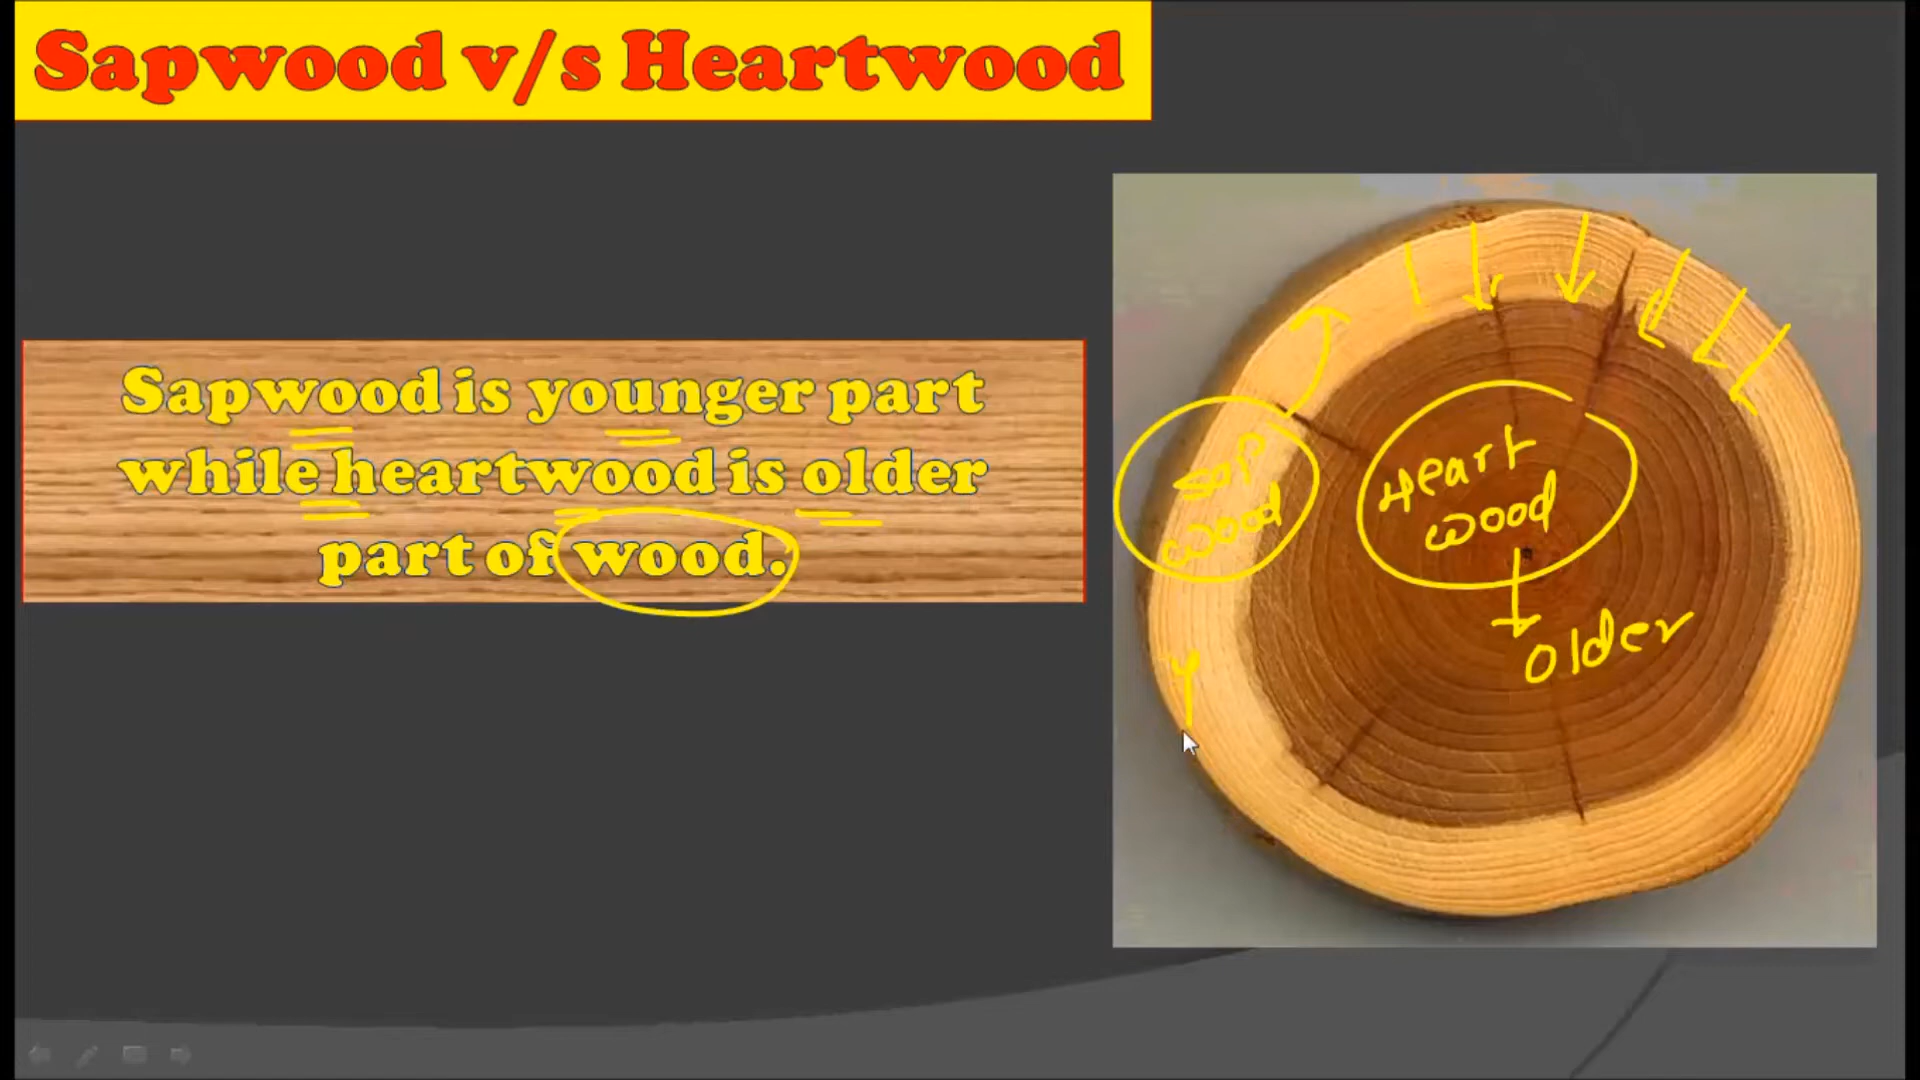 Sapwood v/s Heartwood
Sapwood is younger part
while heartwood is older
part of wood.
Sap
wood
Heart
wood
older
Y